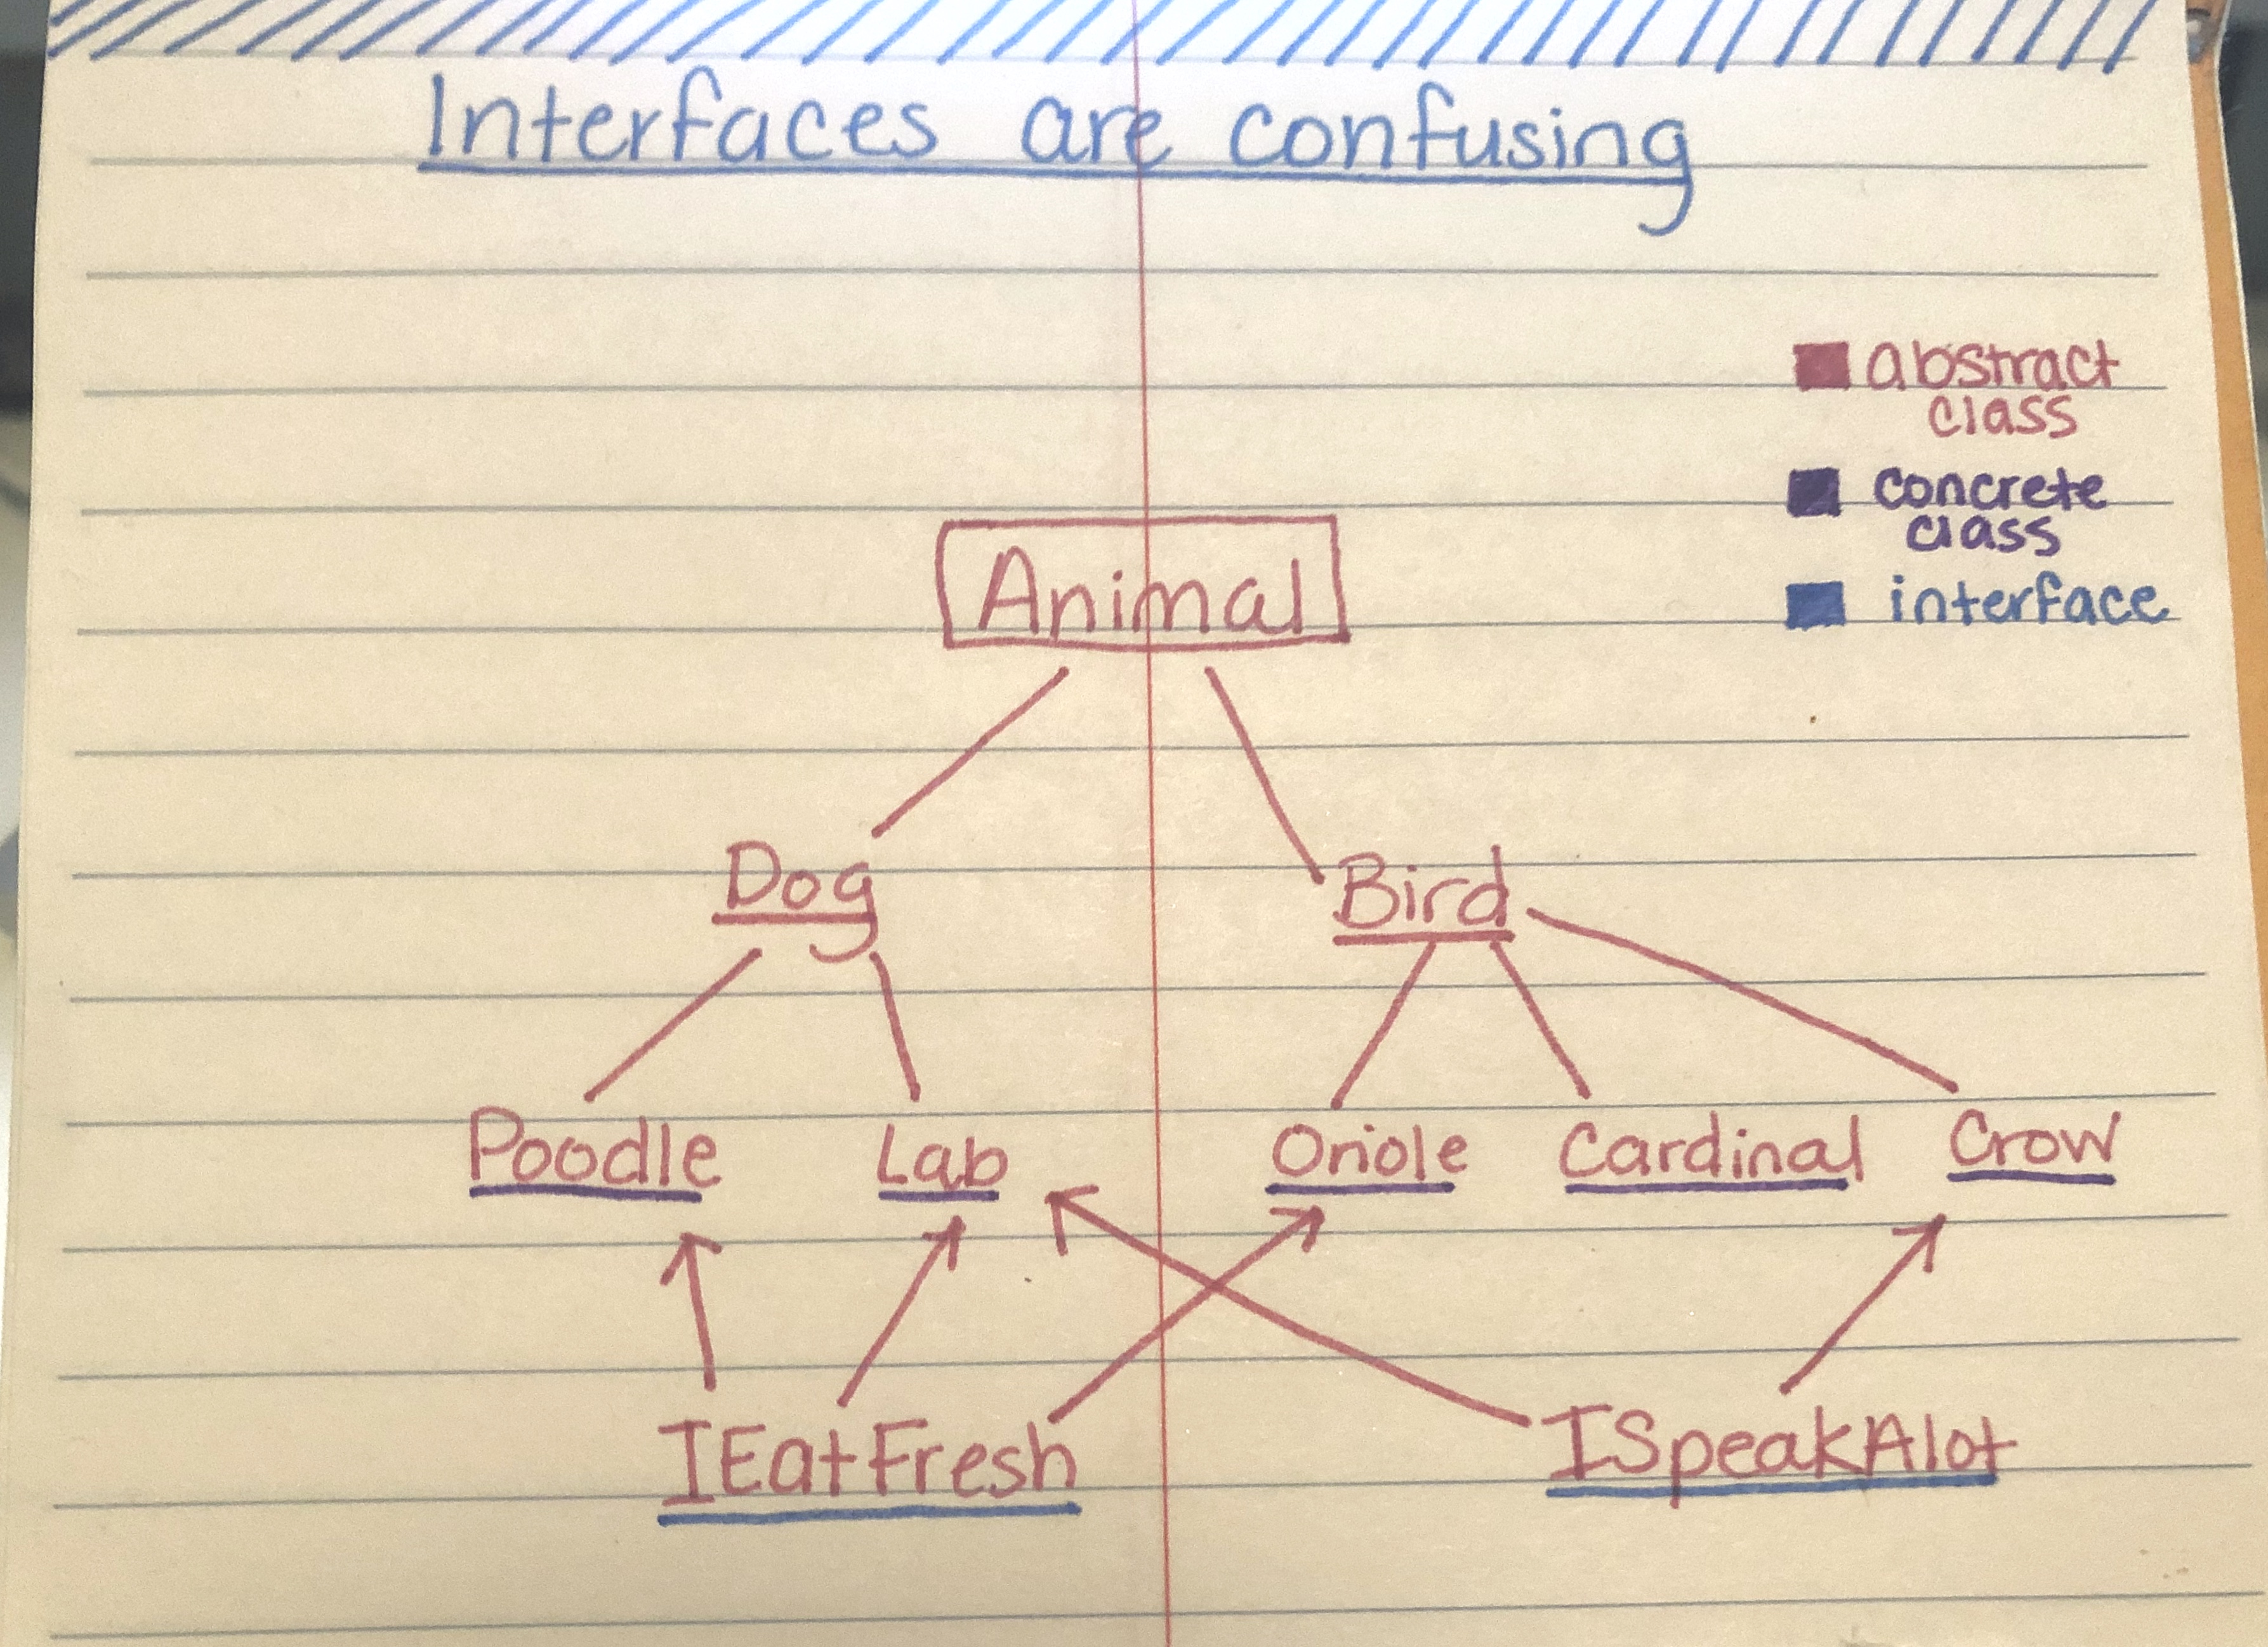 Interfaces are confusing
abstract
class
concrete
class
interface
Animal
Dog
Bird
Poodle Lab Oriole Cardinal Crow
IEatFresh ISpeakAlot